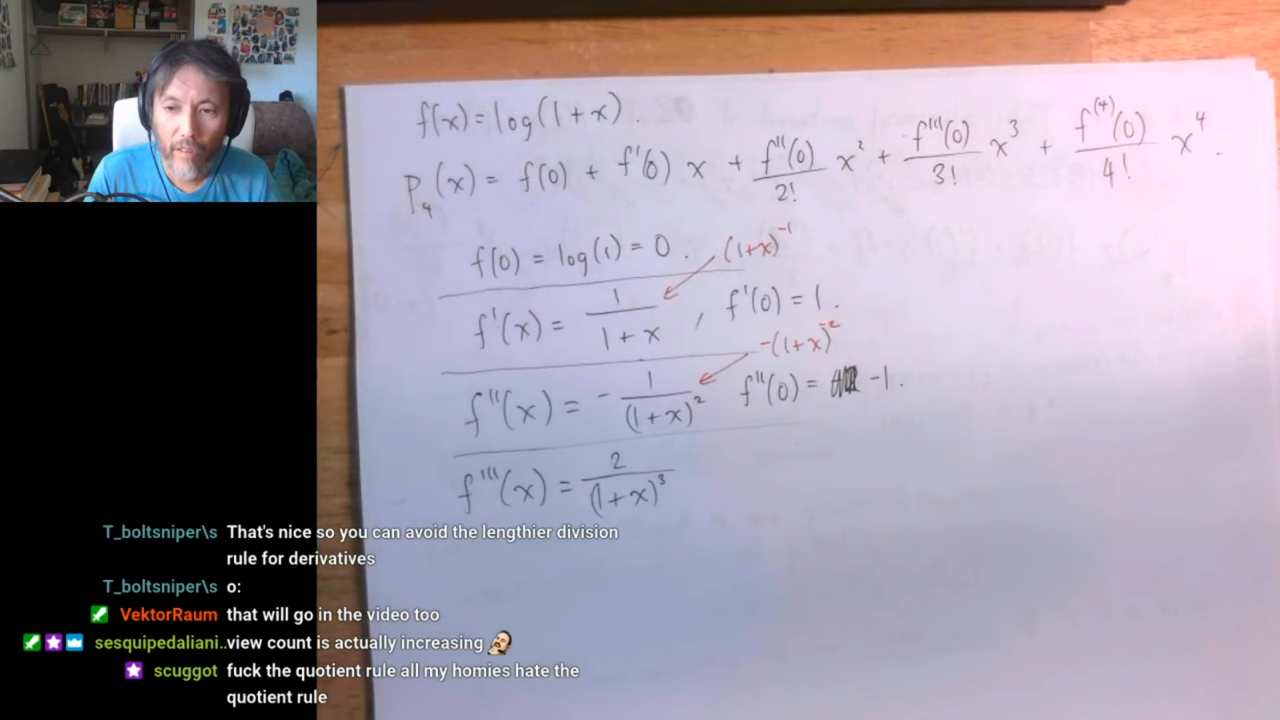 f(x) = log(1+x).
P₄(x) = f(0) + f'(0) x + f''(0)/2! x² + f'''(0)/3! x³ + f⁽⁴⁾(0)/4! x⁴.
f(0) = log(1) = 0. (1+x)⁻¹
f'(x) = 1/(1+x), f'(0) = 1.
-(1+x)⁻²
f''(x) = - 1/(1+x)² f''(0) = -1.
f'''(x) = 2/(1+x)³
T_boltsniper\s That's nice so you can avoid the lengthier division
rule for derivatives
T_boltsniper\s o:
VektorRaum that will go in the video too
sesquipedaliani.. view count is actually increasing
scuggot fuck the quotient rule all my homies hate the
quotient rule